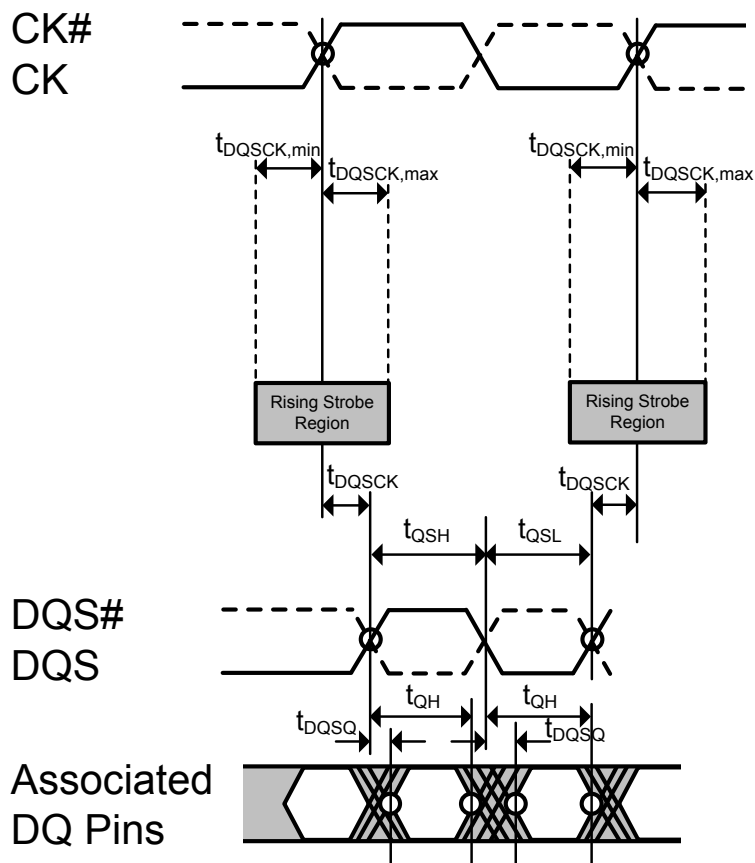 CK#
CK
tDQSCK,min
tDQSCK,max
tDQSCK,min
tDQSCK,max
Rising Strobe
Region
Rising Strobe
Region
tDQSCK
tDQSCK
tQSH
tQSL
DQS#
DQS
tQH
tQH
tDQSQ
tDQSQ
Associated
DQ Pins